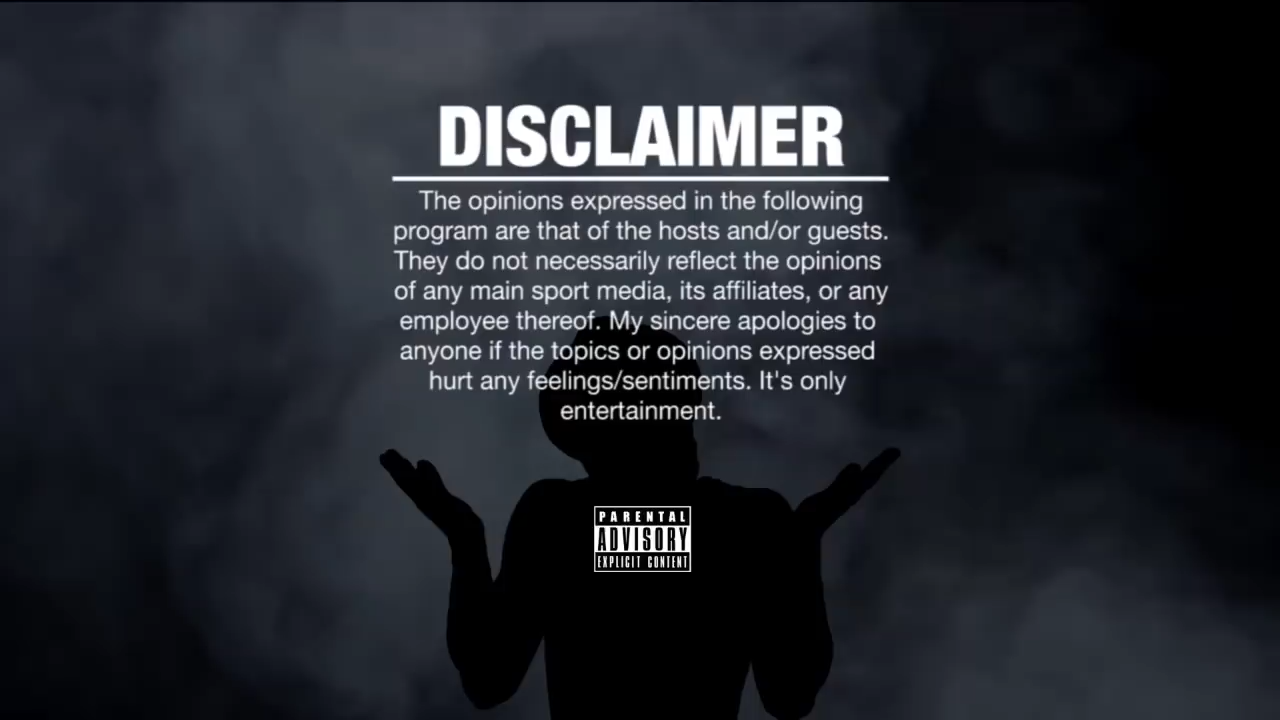 DISCLAIMER
The opinions expressed in the following
program are that of the hosts and/or guests.
They do not necessarily reflect the opinions
of any main sport media, its affiliates, or any
employee thereof. My sincere apologies to
anyone if the topics or opinions expressed
hurt any feelings/sentiments. It's only
entertainment.
PARENTAL
ADVISORY
EXPLICIT CONTENT